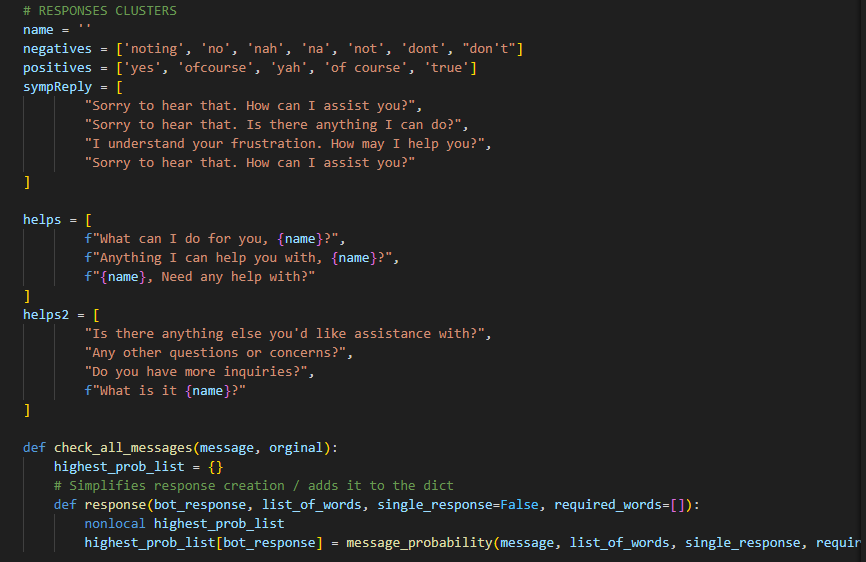 # RESPONSES CLUSTERS
name = ''
negatives = ['noting', 'no', 'nah', 'na', 'not', 'dont', "don't"]
positives = ['yes', 'ofcourse', 'yah', 'of course', 'true']
sympReply = [
"Sorry to hear that. How can I assist you?",
"Sorry to hear that. Is there anything I can do?",
"I understand your frustration. How may I help you?",
"Sorry to hear that. How can I assist you?"
]
helps = [
f"What can I do for you, {name}?",
f"Anything I can help you with, {name}?",
f"{name}, Need any help with?"
]
helps2 = [
"Is there anything else you'd like assistance with?",
"Any other questions or concerns?",
"Do you have more inquiries?",
f"What is it {name}?"
]
def check_all_messages(message, orginal):
highest_prob_list = {}
# Simplifies response creation / adds it to the dict
def response(bot_response, list_of_words, single_response=False, required_words=[]):
nonlocal highest_prob_list
highest_prob_list[bot_response] = message_probability(message, list_of_words, single_response, requir